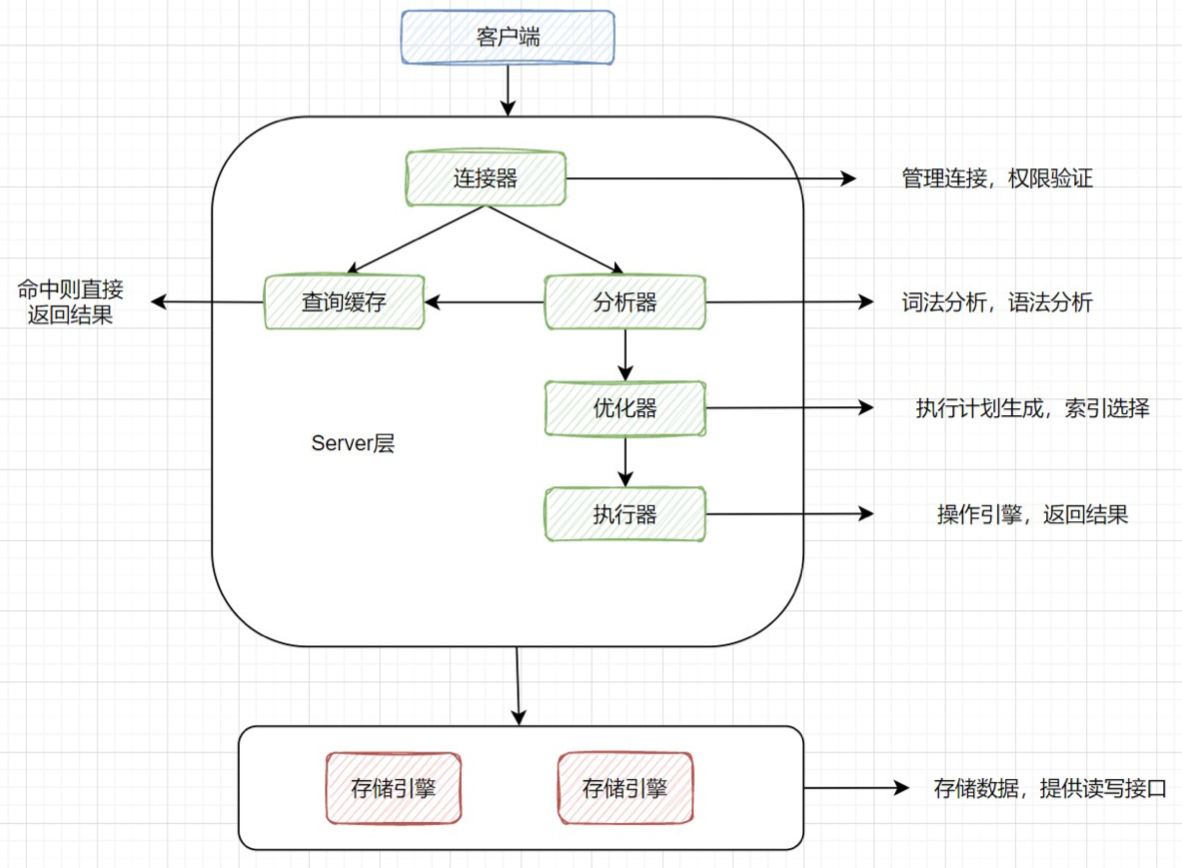 客户端
连接器
管理连接，权限验证
命中则直接
返回结果
查询缓存
分析器
词法分析，语法分析
优化器
执行计划生成，索引选择
Server层
执行器
操作引擎，返回结果
存储引擎
存储引擎
存储数据，提供读写接口